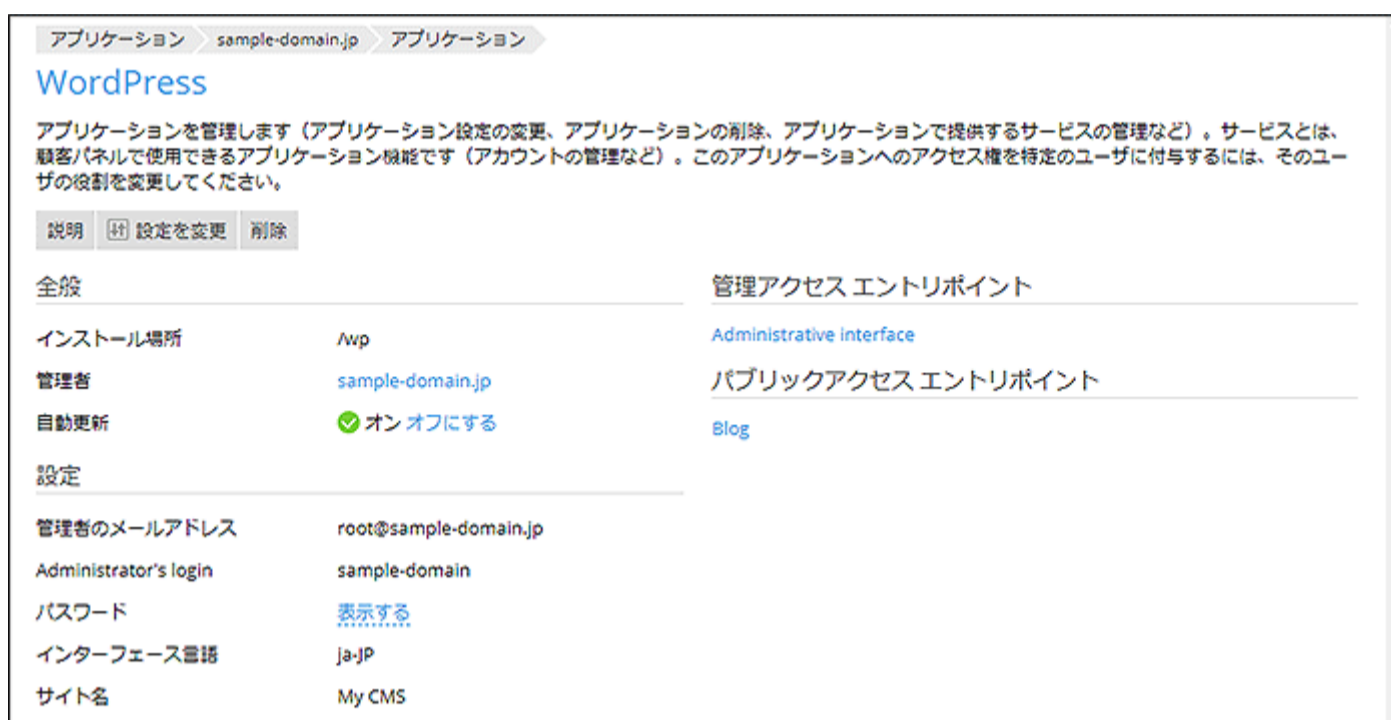 アプリケーション sample-domain.jp アプリケーション
WordPress
アプリケーションを管理します（アプリケーション設定の変更、アプリケーションの削除、アプリケーションで提供するサービスの管理など）。サービスとは、
顧客パネルで使用できるアプリケーション機能です（アカウントの管理など）。このアプリケーションへのアクセス権を特定のユーザに付与するには、そのユー
ザの役割を変更してください。
説明 設定を変更 削除
全般
インストール場所 /wp
管理者 sample-domain.jp
自動更新 オン オフにする
設定
管理者のメールアドレス root@sample-domain.jp
Administrator's login sample-domain
パスワード 表示する
インターフェース言語 ja-JP
サイト名 My CMS
管理アクセス エントリポイント
Administrative interface
パブリックアクセス エントリポイント
Blog